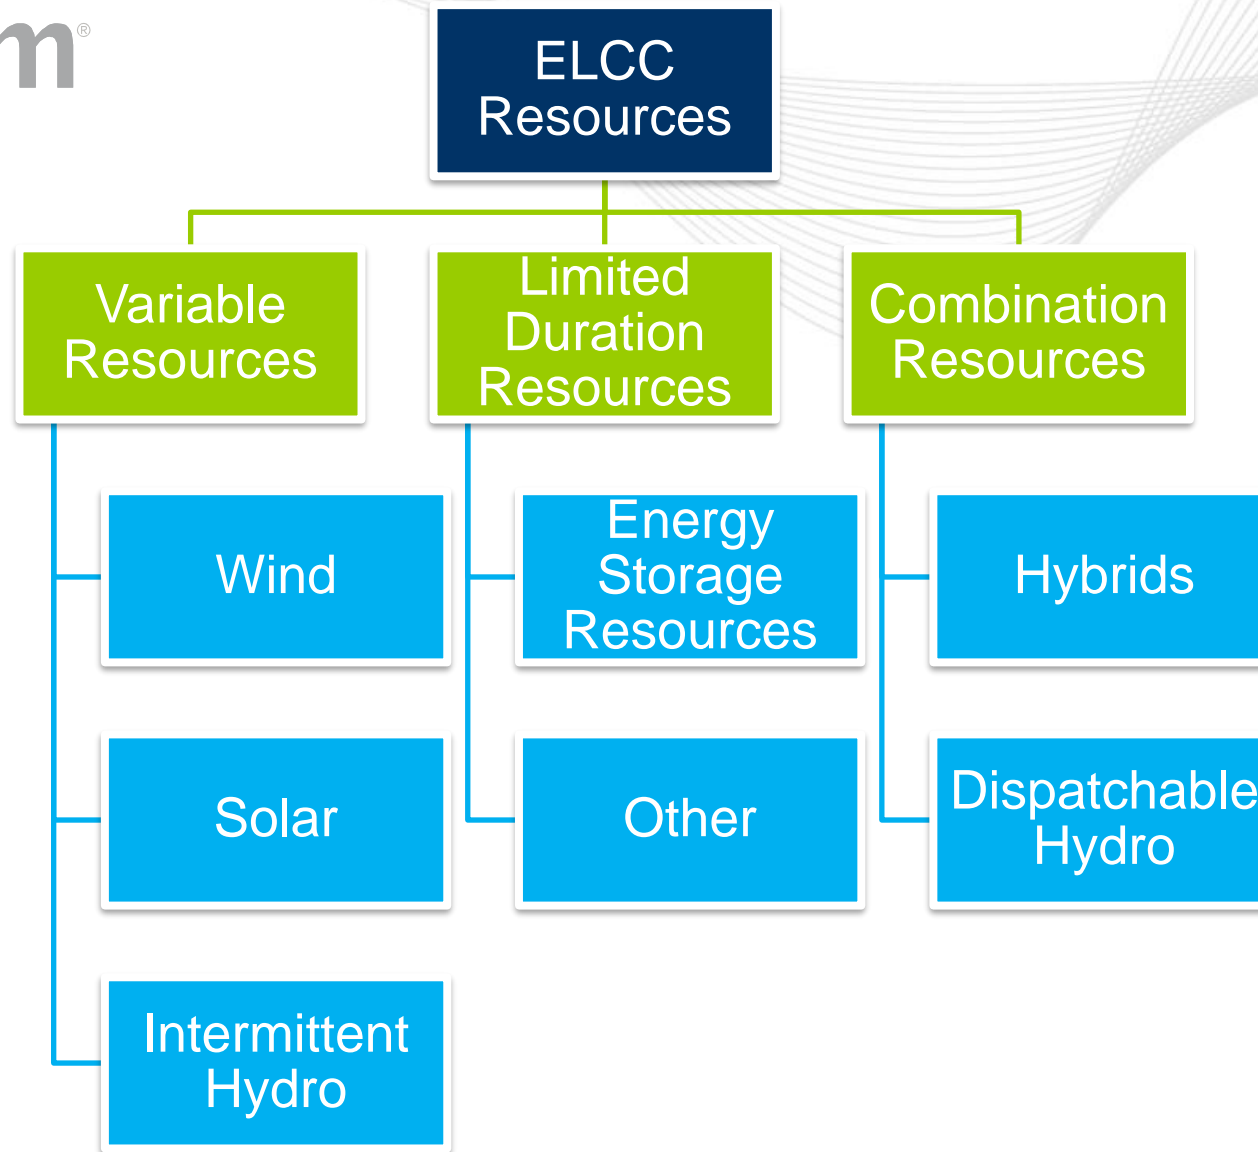 m®
ELCC
Resources
Variable
Resources
Limited
Duration
Resources
Combination
Resources
Wind
Energy
Storage
Resources
Hybrids
Solar
Other
Dispatchable
Hydro
Intermittent
Hydro